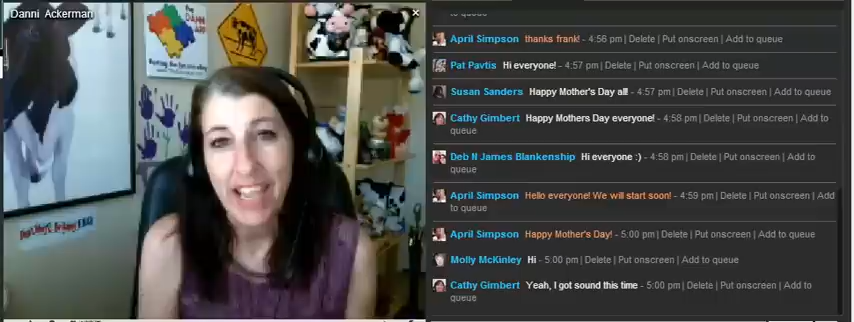 Danni Ackerman
to queue
April Simpson thanks frank! - 4:56 pm | Delete | Put onscreen | Add to queue
Pat Pavtis Hi everyone! - 4:57 pm | Delete | Put onscreen | Add to queue
Susan Sanders Happy Mother's Day all! - 4:57 pm | Delete | Put onscreen | Add to queue
Cathy Gimbert Happy Mothers Day everyone! - 4:58 pm | Delete | Put onscreen | Add to
queue
Deb N James Blankenship Hi everyone :) - 4:58 pm | Delete | Put onscreen | Add to
queue
April Simpson Hello everyone! We will start soon! - 4:59 pm | Delete | Put onscreen | Add
to queue
April Simpson Happy Mother's Day! - 5:00 pm | Delete | Put onscreen | Add to queue
Molly McKinley Hi - 5:00 pm | Delete | Put onscreen | Add to queue
Cathy Gimbert Yeah, I got sound this time - 5:00 pm | Delete | Put onscreen | Add to
queue